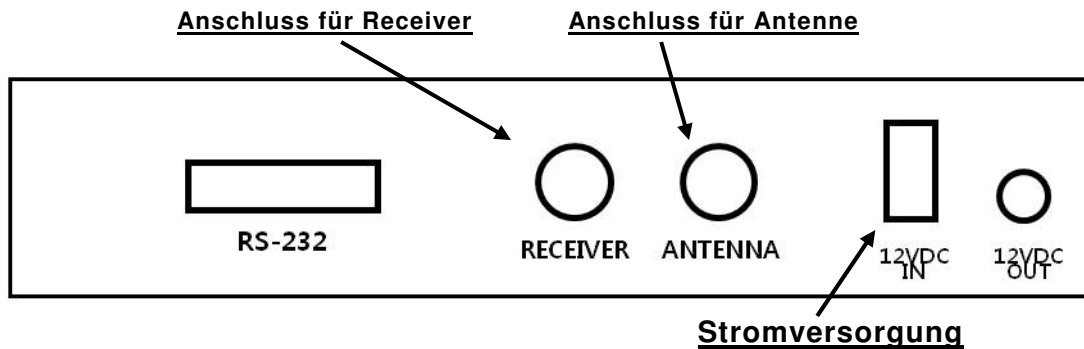 Anschluss für Receiver
Anschluss für Antenne
RS-232
RECEIVER
ANTENNA
12VDC
IN
12VDC
OUT
Stromversorgung